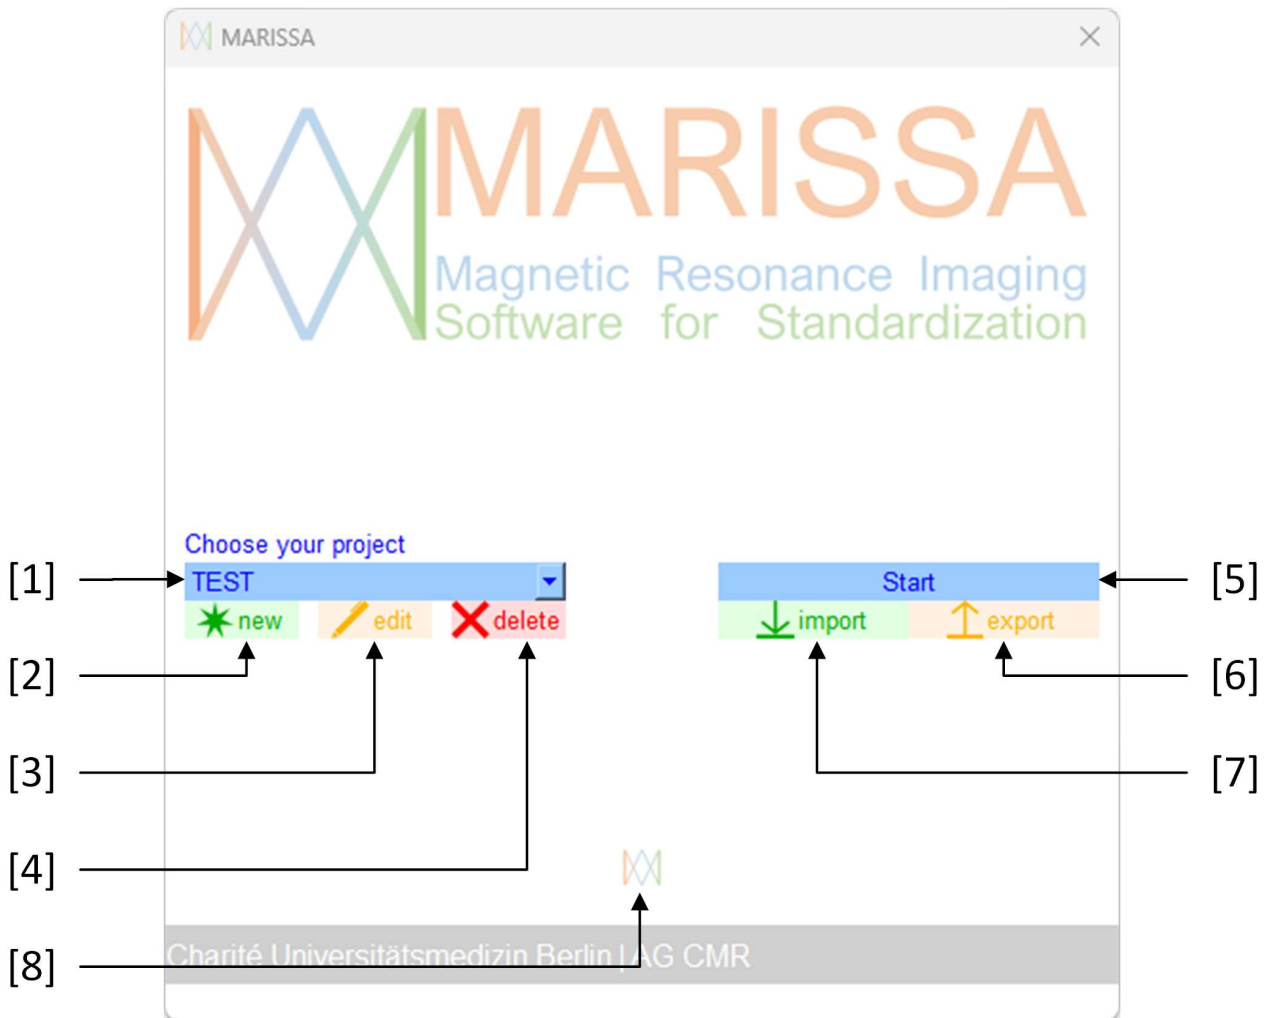 MARISSA
MARISSA
Magnetic Resonance Imaging
Software for Standardization
Choose your project
[1] TEST Start [5]
new edit delete import export
[2] [6]
[3] [7]
[4]
Charité Universitätsmedizin Berlin | AG CMR
[8]